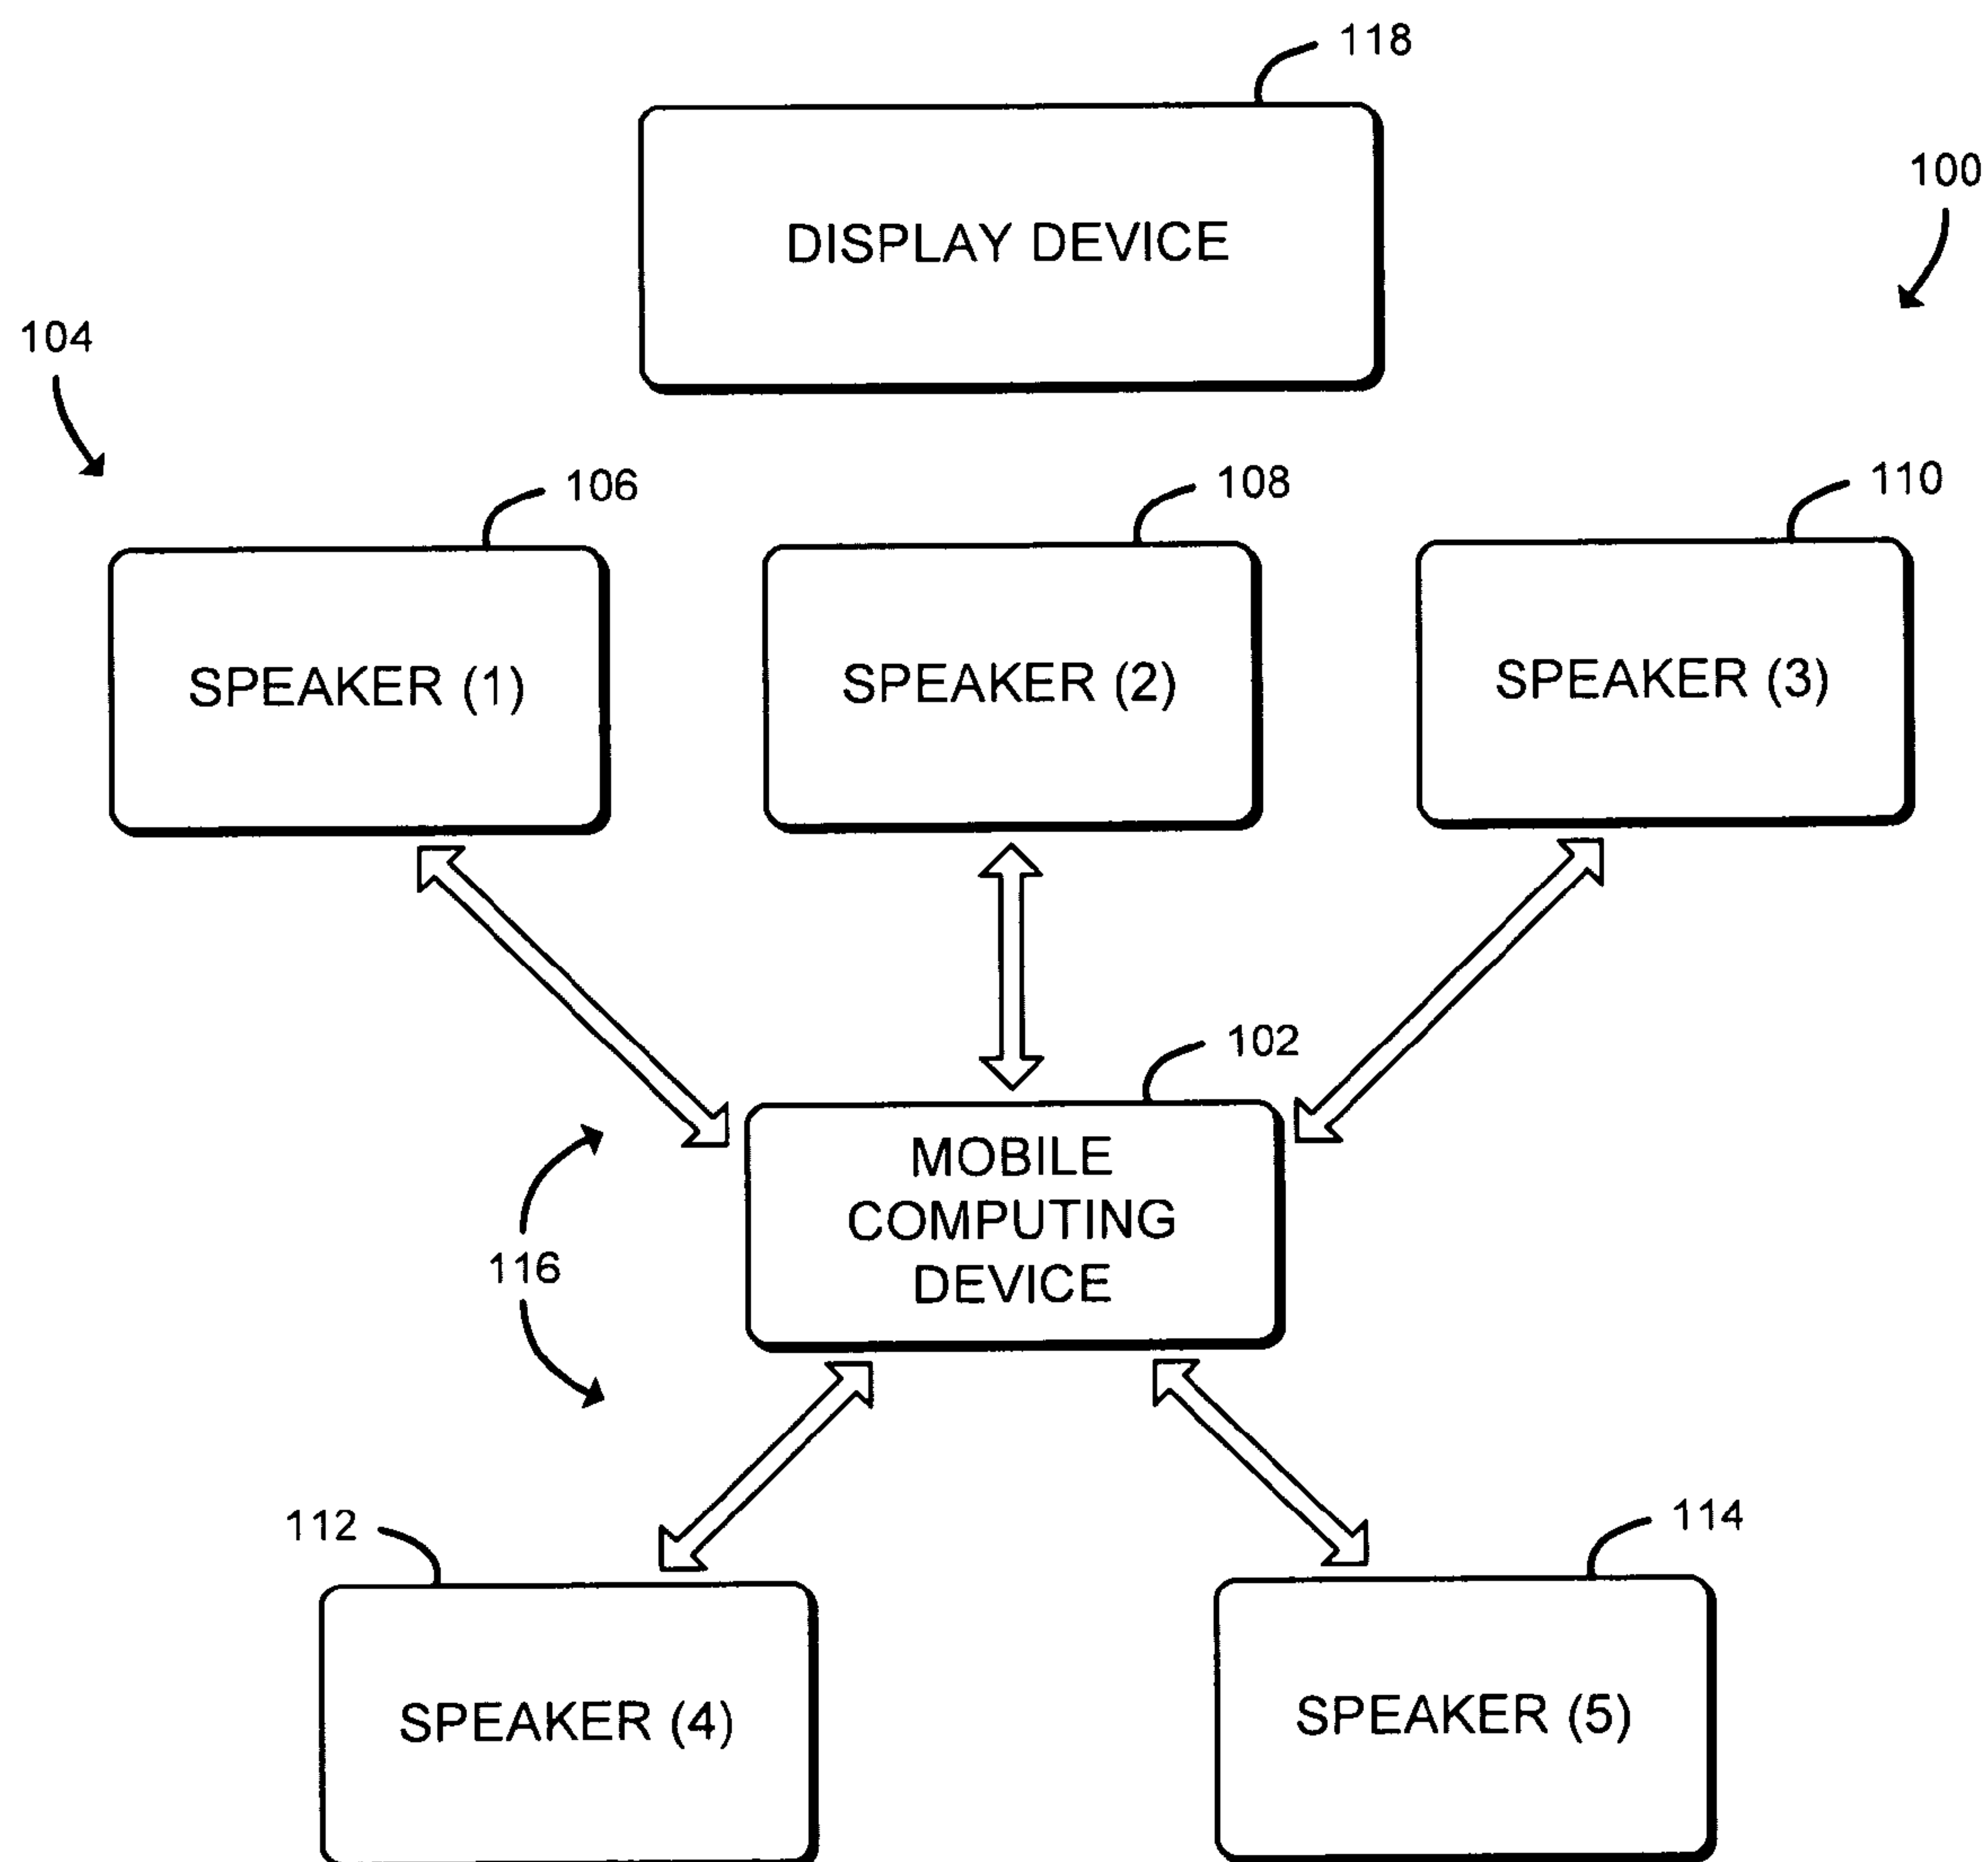 118
DISPLAY DEVICE
100
104
106
108
110
SPEAKER (1)
SPEAKER (2)
SPEAKER (3)
102
MOBILE
COMPUTING
DEVICE
116
112
114
SPEAKER (4)
SPEAKER (5)